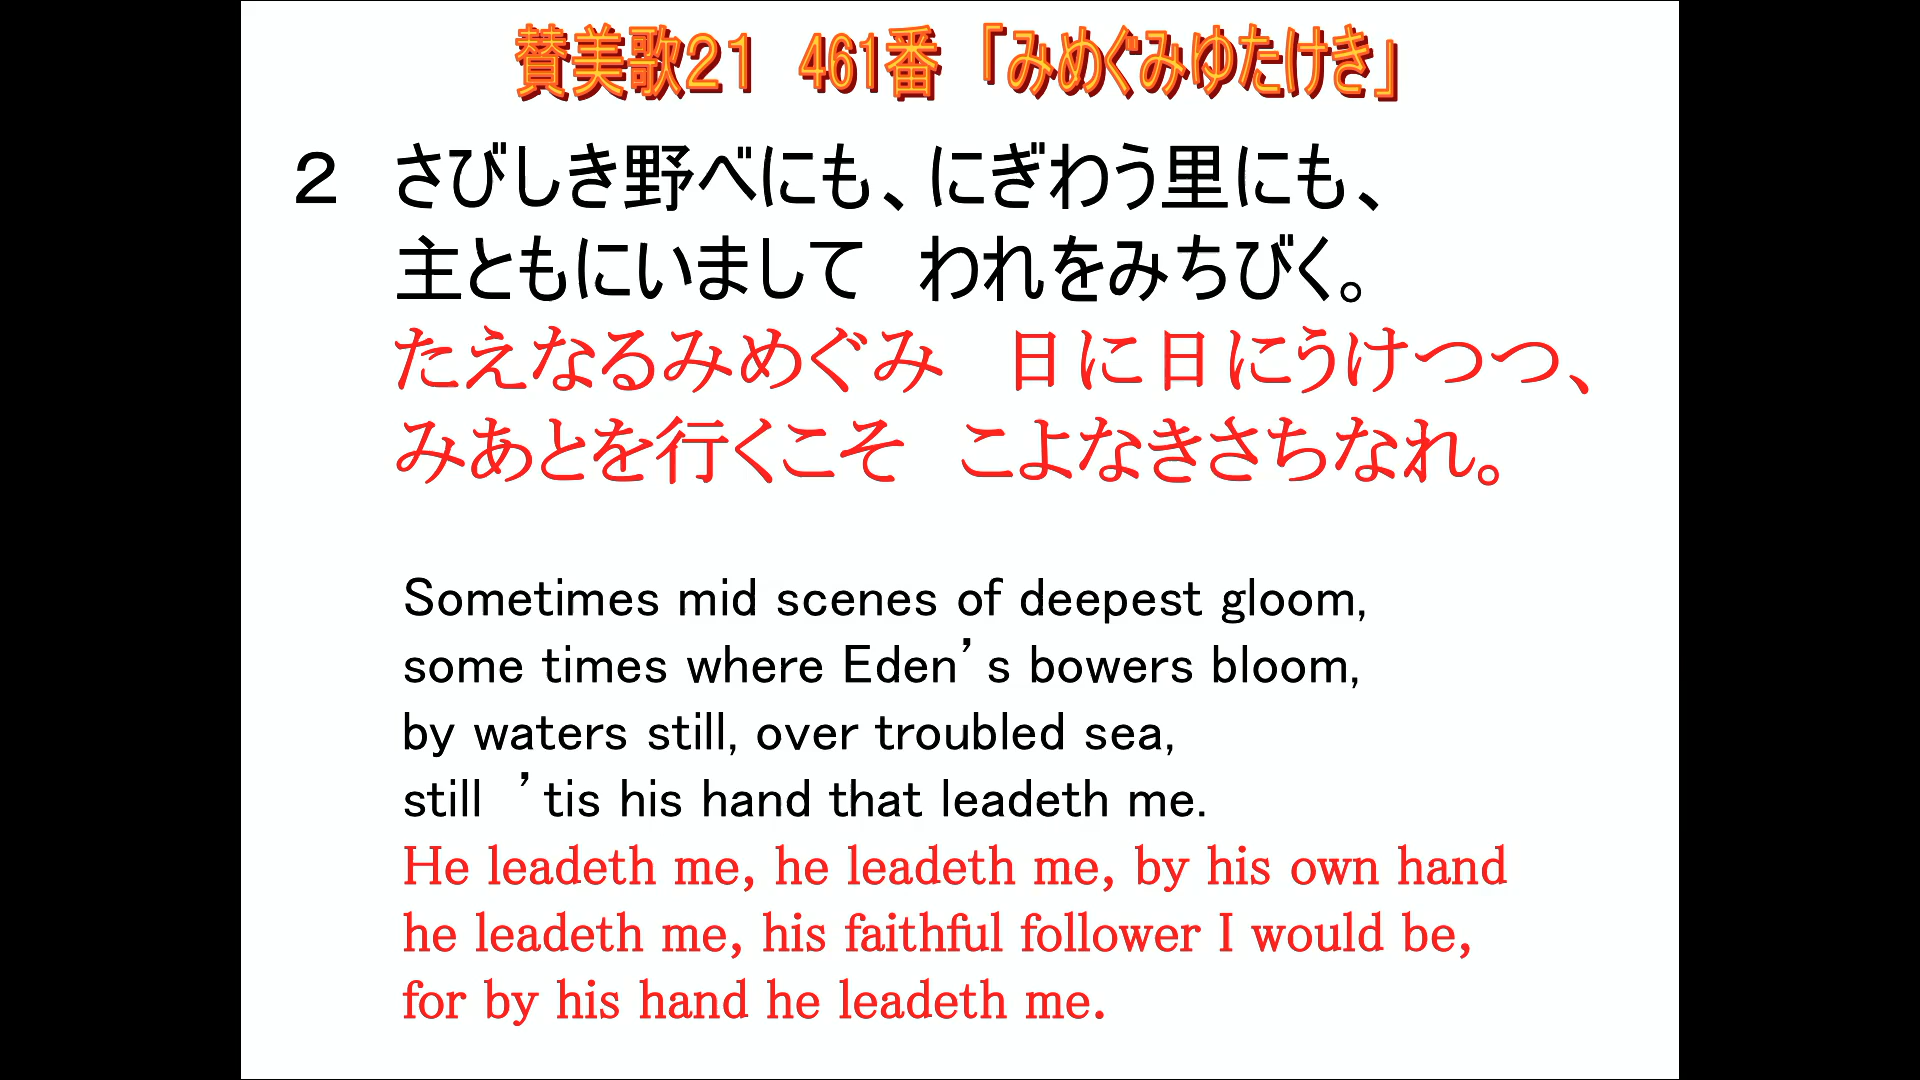 賛美歌21　461番　「みめぐみゆたけき」
2　さびしき野べにも、にぎわう里にも、
主ともにいまして　われをみちびく。
たえなるみめぐみ　日に日にうけつつ、
みあとを行くこそ　こよなきさちなれ。
Sometimes mid scenes of deepest gloom,
some times where Eden’s bowers bloom,
by waters still, over troubled sea,
still ’tis his hand that leadeth me.
He leadeth me, he leadeth me, by his own hand
he leadeth me, his faithful follower I would be,
for by his hand he leadeth me.